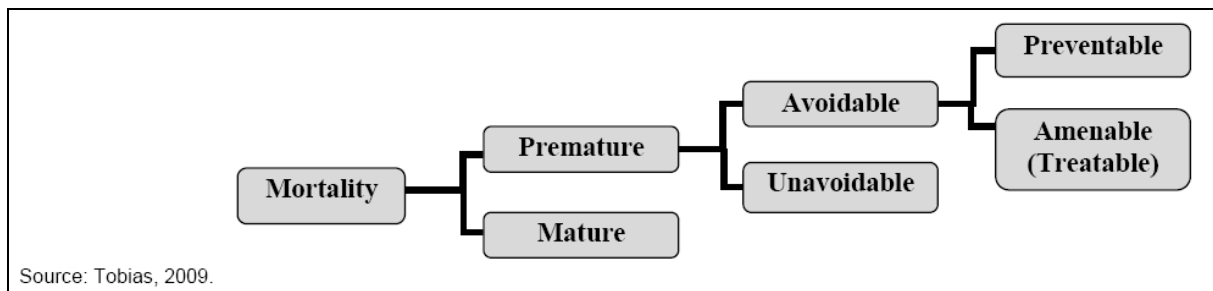 Preventable
Avoidable
Amenable
(Treatable)
Premature
Unavoidable
Mortality
Mature
Source: Tobias, 2009.